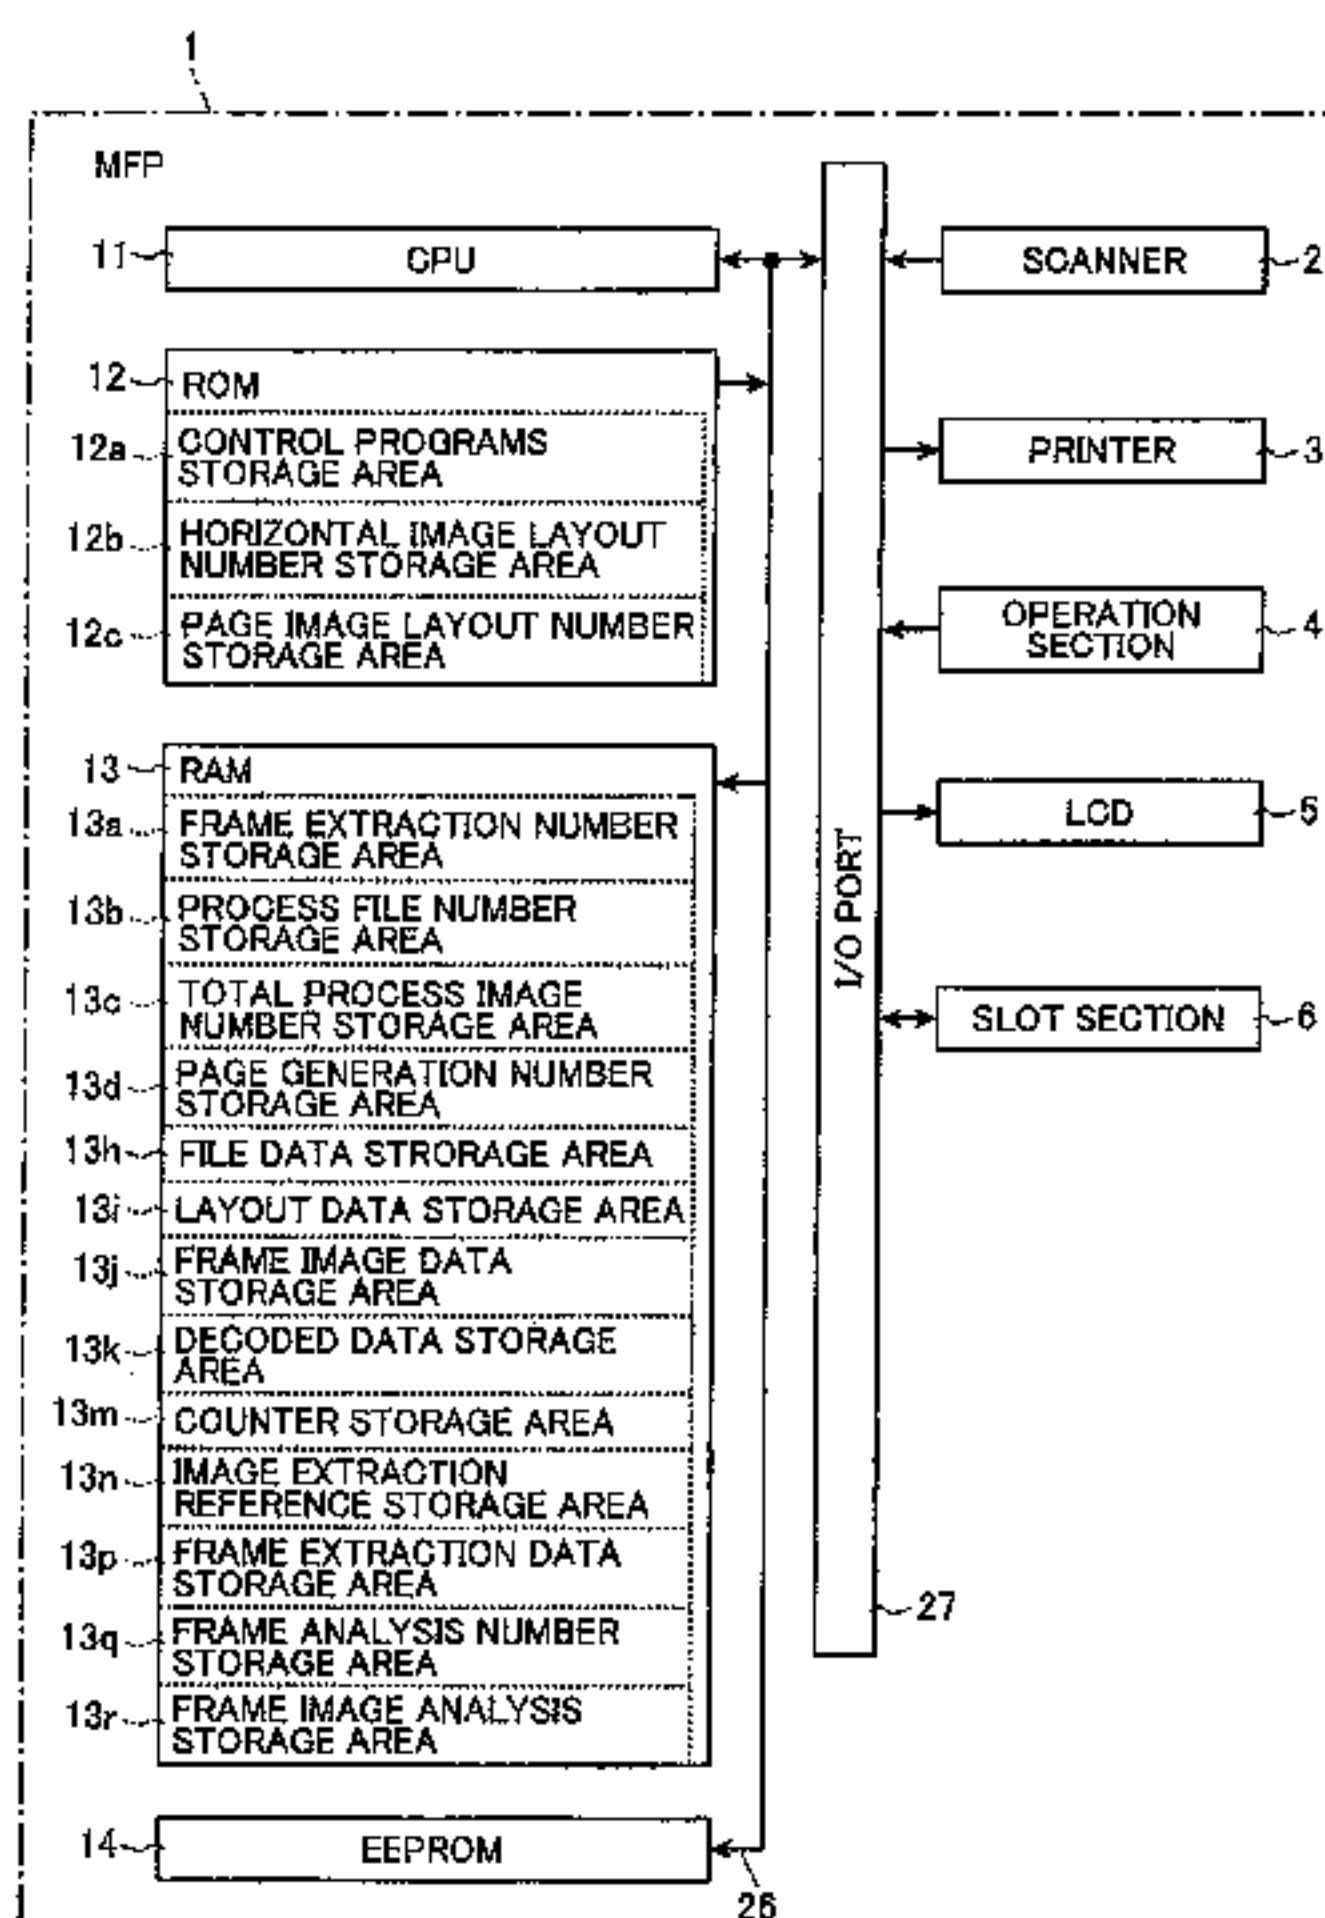 1
MFP
11
CPU
SCANNER
2
12
ROM
12a
CONTROL PROGRAMS
STORAGE AREA
PRINTER
3
12b
HORIZONTAL IMAGE LAYOUT
NUMBER STORAGE AREA
12c
PAGE IMAGE LAYOUT NUMBER
STORAGE AREA
OPERATION
SECTION
4
13
RAM
13a
FRAME EXTRACTION NUMBER
STORAGE AREA
LCD
5
13b
PROCESS FILE NUMBER
STORAGE AREA
I/O PORT
13c
TOTAL PROCESS IMAGE
NUMBER STORAGE AREA
SLOT SECTION
6
13d
PAGE GENERATION NUMBER
STORAGE AREA
13h
FILE DATA STRORAGE AREA
13i
LAYOUT DATA STORAGE AREA
13j
FRAME IMAGE DATA
STORAGE AREA
13k
DECODED DATA STORAGE
AREA
13m
COUNTER STORAGE AREA
13n
IMAGE EXTRACTION
REFERENCE STORAGE AREA
13p
FRAME EXTRACTION DATA
STORAGE AREA
27
13q
FRAME ANALYSIS NUMBER
STORAGE AREA
13r
FRAME IMAGE ANALYSIS
STORAGE AREA
14
EEPROM
26